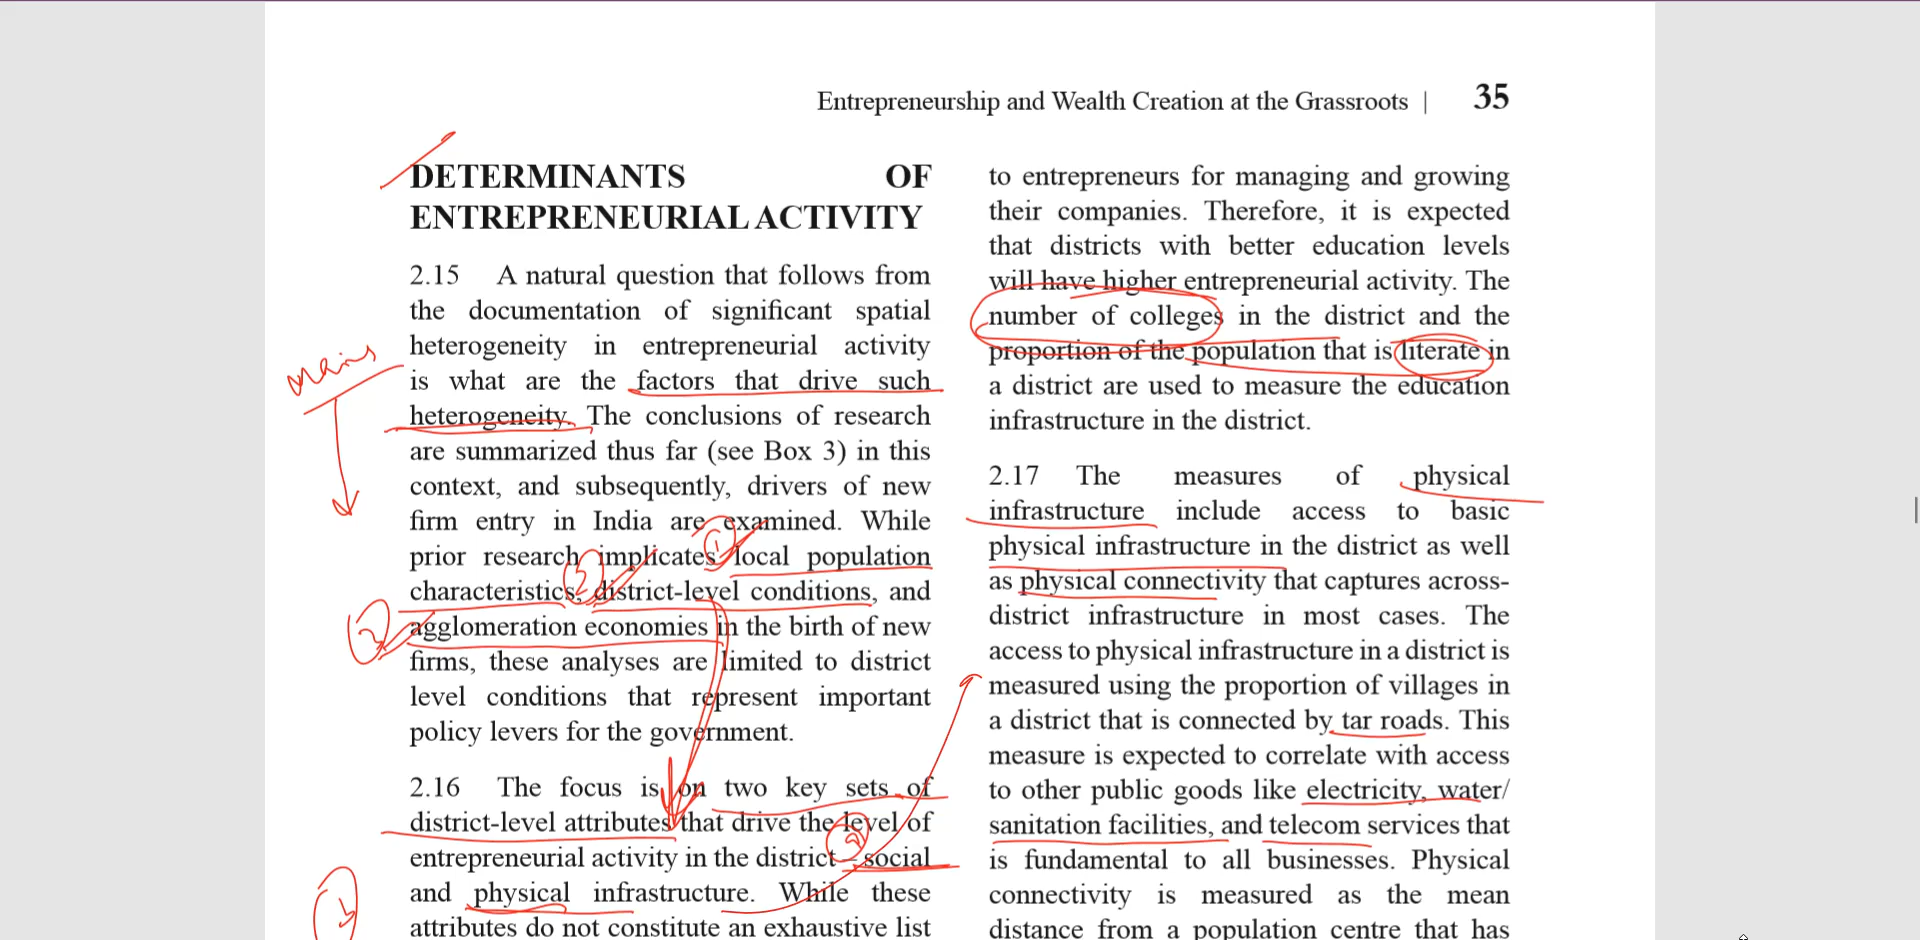 Entrepreneurship and Wealth Creation at the Grassroots | 35
DETERMINANTS OF
ENTREPRENEURIAL ACTIVITY
2.15 A natural question that follows from
the documentation of significant spatial
heterogeneity in entrepreneurial activity
is what are the factors that drive such
heterogeneity. The conclusions of research
are summarized thus far (see Box 3) in this
context, and subsequently, drivers of new
firm entry in India are examined. While
prior research implicates local population
characteristics, district-level conditions, and
agglomeration economies in the birth of new
firms, these analyses are limited to district
level conditions that represent important
policy levers for the government.
2.16 The focus is on two key sets of
district-level attributes that drive the level of
entrepreneurial activity in the district – social
and physical infrastructure. While these
attributes do not constitute an exhaustive list
mains
1
2
3
a
b
to entrepreneurs for managing and growing
their companies. Therefore, it is expected
that districts with better education levels
will have higher entrepreneurial activity. The
number of colleges in the district and the
proportion of the population that is literate in
a district are used to measure the education
infrastructure in the district.
2.17 The measures of physical
infrastructure include access to basic
physical infrastructure in the district as well
as physical connectivity that captures across-
district infrastructure in most cases. The
access to physical infrastructure in a district is
measured using the proportion of villages in
a district that is connected by tar roads. This
measure is expected to correlate with access
to other public goods like electricity, water/
sanitation facilities, and telecom services that
is fundamental to all businesses. Physical
connectivity is measured as the mean
distance from a population centre that has